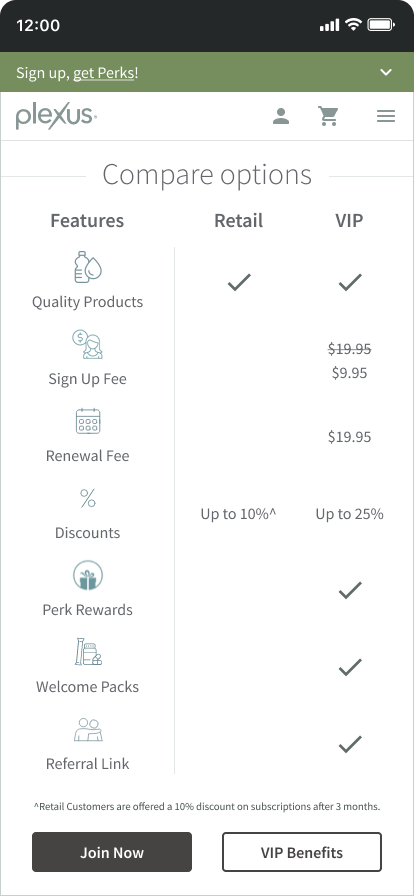 12:00
Sign up, get Perks!
plexus
Compare options
Features Retail VIP
Quality Products
$19.95
$9.95
Sign Up Fee
$19.95
Renewal Fee
%
Up to 10%^ Up to 25%
Discounts
Perk Rewards
Welcome Packs
Referral Link
^Retail Customers are offered a 10% discount on subscriptions after 3 months.
Join Now VIP Benefits